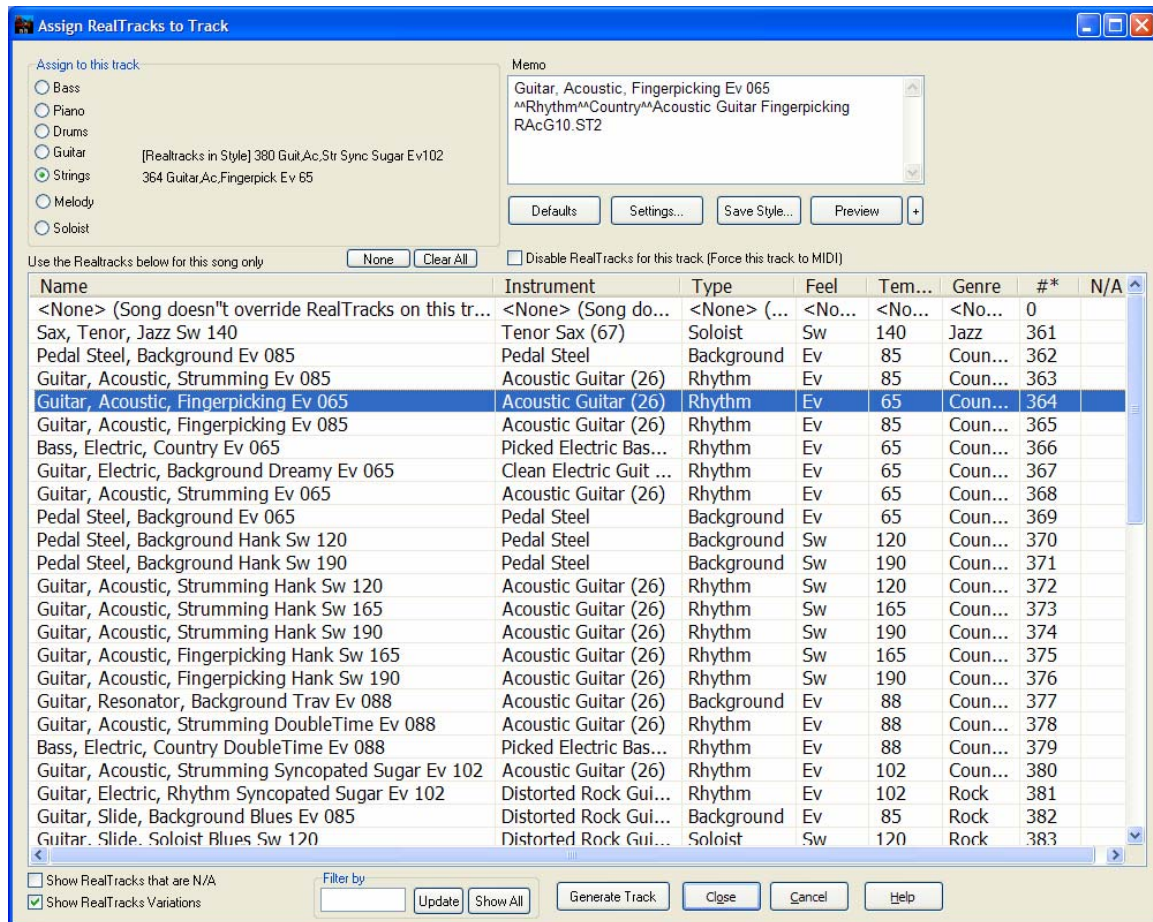 Assign RealTracks to Track
Assign to this track
Bass
Piano
Drums
Guitar [Realtracks in Style] 380 Guit,Ac,Str Sync Sugar Ev102
Strings 364 Guitar,Ac,Fingerpick Ev 65
Melody
Soloist
Memo
Guitar, Acoustic, Fingerpicking Ev 065
^^Rhythm^^Country^^Acoustic Guitar Fingerpicking
RAcG10.ST2
Defaults Settings... Save Style... Preview +
Use the Realtracks below for this song only None Clear All Disable RealTracks for this track (Force this track to MIDI)
Name Instrument Type Feel Tem... Genre #* N/A
<None> (Song doesn"t override RealTracks on this tr... <None> (Song do... <None> (... <No... <No... <No... 0
Sax, Tenor, Jazz Sw 140 Tenor Sax (67) Soloist Sw 140 Jazz 361
Pedal Steel, Background Ev 085 Pedal Steel Background Ev 85 Coun... 362
Guitar, Acoustic, Strumming Ev 085 Acoustic Guitar (26) Rhythm Ev 85 Coun... 363
Guitar, Acoustic, Fingerpicking Ev 065 Acoustic Guitar (26) Rhythm Ev 65 Coun... 364
Guitar, Acoustic, Fingerpicking Ev 085 Acoustic Guitar (26) Rhythm Ev 85 Coun... 365
Bass, Electric, Country Ev 065 Picked Electric Bas... Rhythm Ev 65 Coun... 366
Guitar, Electric, Background Dreamy Ev 065 Clean Electric Guit ... Rhythm Ev 65 Coun... 367
Guitar, Acoustic, Strumming Ev 065 Acoustic Guitar (26) Rhythm Ev 65 Coun... 368
Pedal Steel, Background Ev 065 Pedal Steel Background Ev 65 Coun... 369
Pedal Steel, Background Hank Sw 120 Pedal Steel Background Sw 120 Coun... 370
Pedal Steel, Background Hank Sw 190 Pedal Steel Background Sw 190 Coun... 371
Guitar, Acoustic, Strumming Hank Sw 120 Acoustic Guitar (26) Rhythm Sw 120 Coun... 372
Guitar, Acoustic, Strumming Hank Sw 165 Acoustic Guitar (26) Rhythm Sw 165 Coun... 373
Guitar, Acoustic, Strumming Hank Sw 190 Acoustic Guitar (26) Rhythm Sw 190 Coun... 374
Guitar, Acoustic, Fingerpicking Hank Sw 165 Acoustic Guitar (26) Rhythm Sw 165 Coun... 375
Guitar, Acoustic, Fingerpicking Hank Sw 190 Acoustic Guitar (26) Rhythm Sw 190 Coun... 376
Guitar, Resonator, Background Trav Ev 088 Acoustic Guitar (26) Background Ev 88 Coun... 377
Guitar, Acoustic, Strumming DoubleTime Ev 088 Acoustic Guitar (26) Rhythm Ev 88 Coun... 378
Bass, Electric, Country DoubleTime Ev 088 Picked Electric Bas... Rhythm Ev 88 Coun... 379
Guitar, Acoustic, Strumming Syncopated Sugar Ev 102 Acoustic Guitar (26) Rhythm Ev 102 Coun... 380
Guitar, Electric, Rhythm Syncopated Sugar Ev 102 Distorted Rock Gui... Rhythm Ev 102 Rock 381
Guitar, Slide, Background Blues Ev 085 Distorted Rock Gui... Background Ev 85 Rock 382
Guitar, Slide, Soloist Blues Sw 120 Distorted Rock Gui... Soloist Sw 120 Rock 383
Show RealTracks that are N/A
Show RealTracks Variations
Filter by
Update Show All Generate Track Close Cancel Help